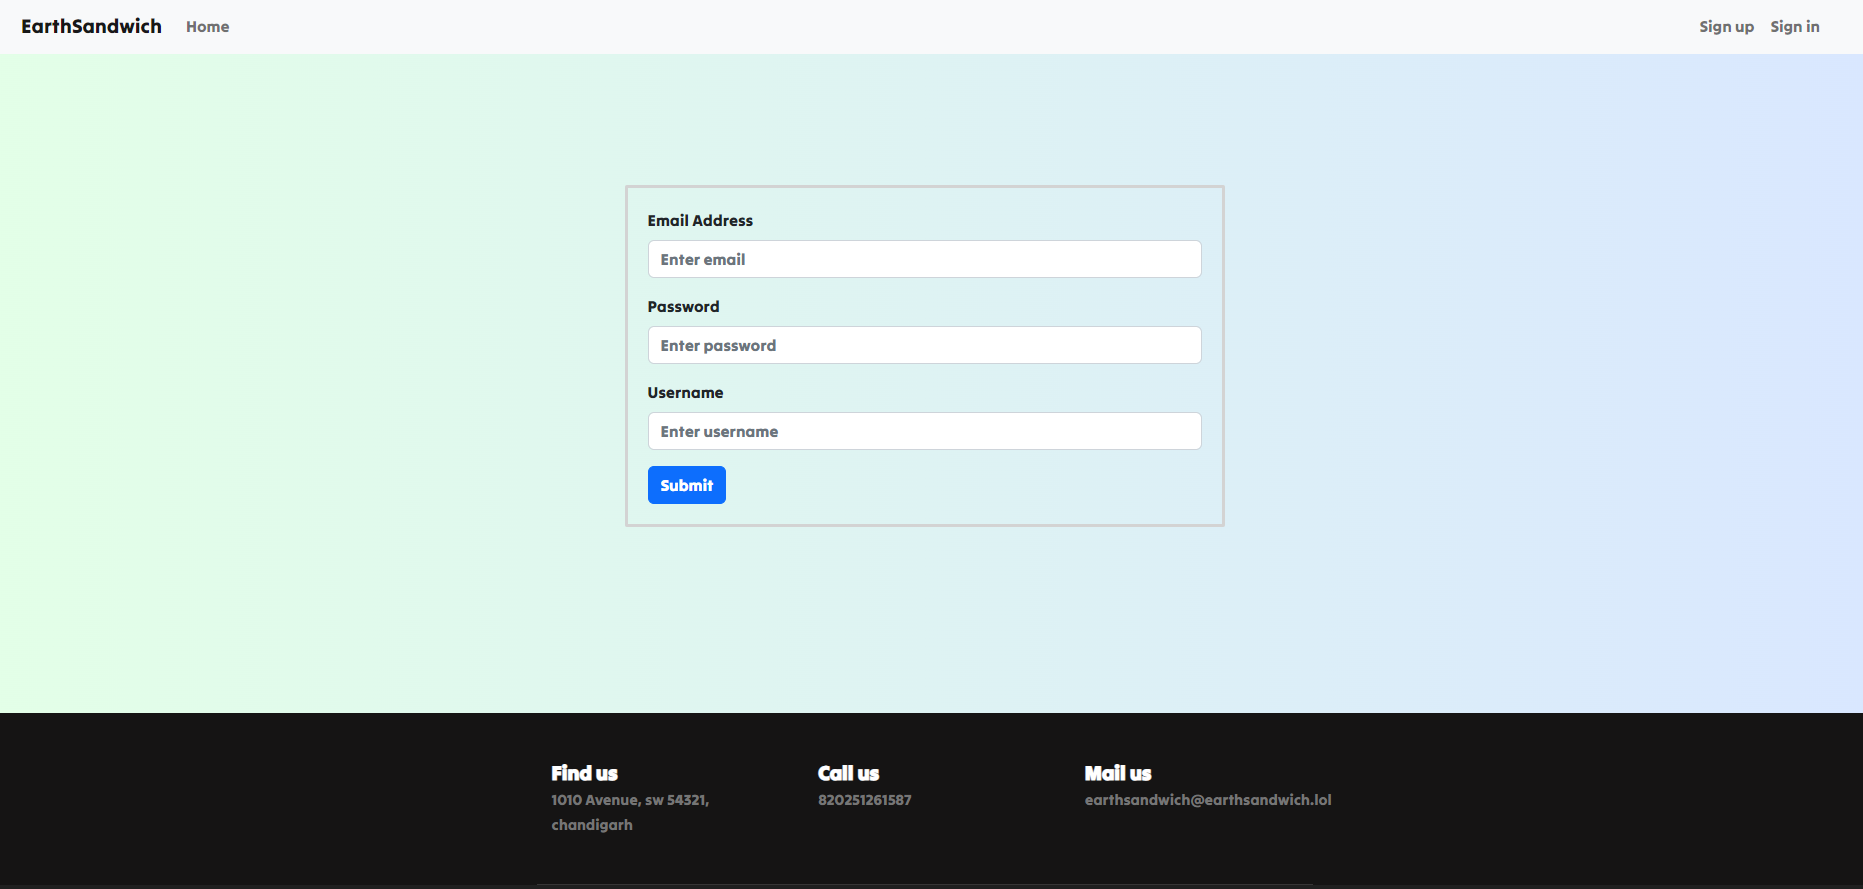 EarthSandwich Home Sign up Sign in
Email Address
Enter email
Password
Enter password
Username
Enter username
Submit
Find us
1010 Avenue, sw 54321,
chandigarh
Call us
820251261587
Mail us
earthsandwich@earthsandwich.lol